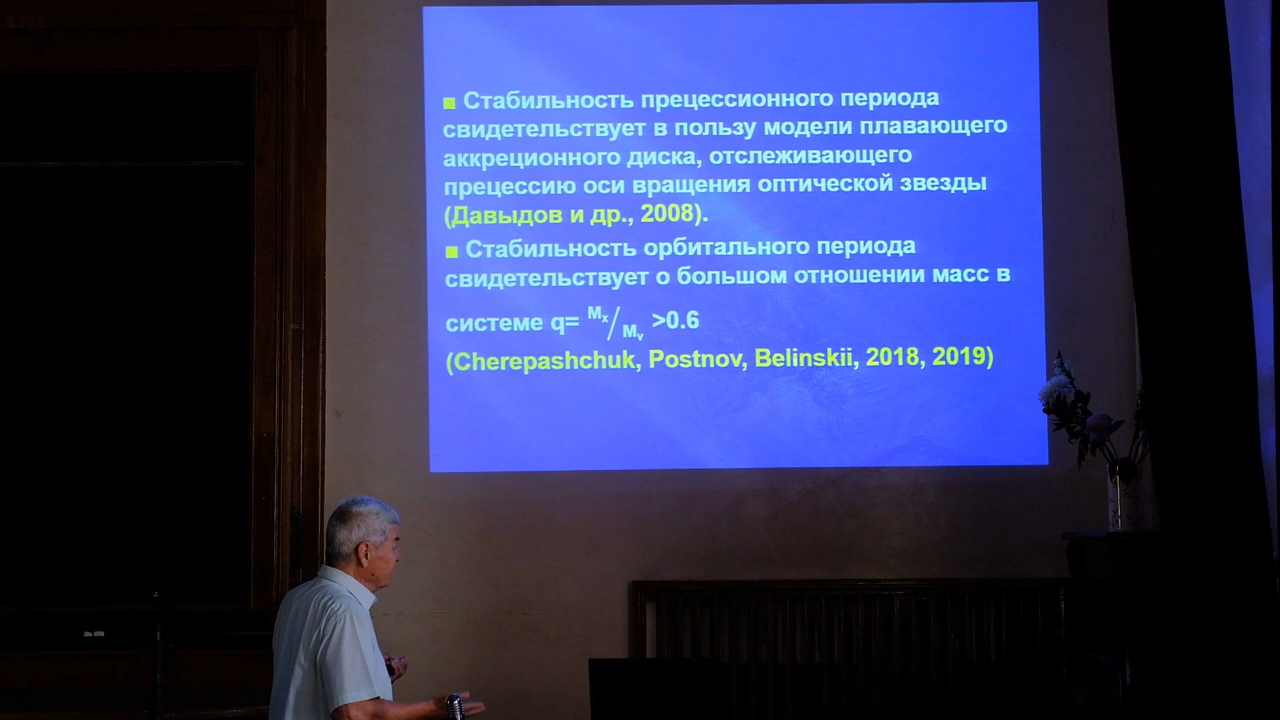 Стабильность прецессионного периода
свидетельствует в пользу модели плавающего
аккреционного диска, отслеживающего
прецессию оси вращения оптической звезды
(Давыдов и др., 2008).
Стабильность орбитального периода
свидетельствует о большом отношении масс в
системе q= Mx/Mv >0.6
(Cherepashchuk, Postnov, Belinskii, 2018, 2019)